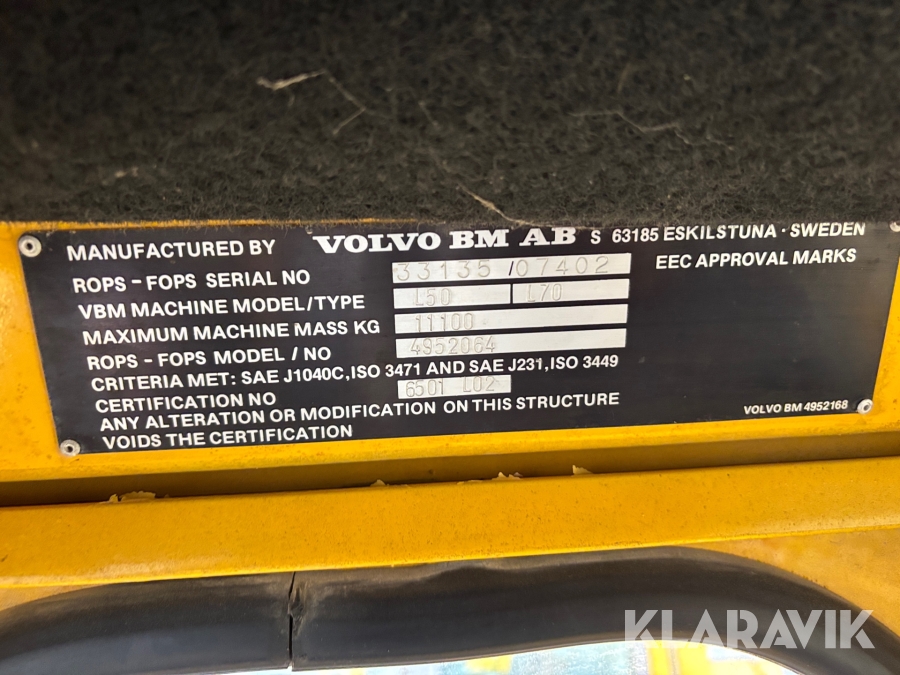 MANUFACTURED BY VOLVO BM AB S 63185 ESKILSTUNA · SWEDEN
ROPS - FOPS SERIAL NO 33135 /07402 EEC APPROVAL MARKS
VBM MACHINE MODEL/TYPE L50 L70
MAXIMUM MACHINE MASS KG 11100
ROPS - FOPS MODEL / NO 4952064
CRITERIA MET: SAE J1040C, ISO 3471 AND SAE J231, ISO 3449
CERTIFICATION NO 6501 L02
ANY ALTERATION OR MODIFICATION ON THIS STRUCTURE
VOIDS THE CERTIFICATION
VOLVO BM 4952168
KLARAVIK